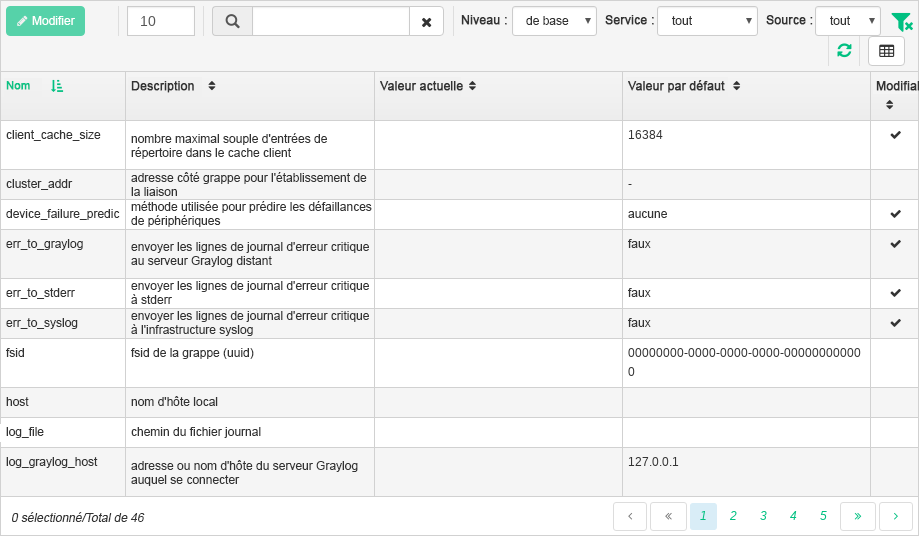 Modifier
10
Niveau : de base Service : tout Source : tout
Nom Description Valeur actuelle Valeur par défaut Modifial
client_cache_size nombre maximal souple d'entrées de 16384
répertoire dans le cache client
cluster_addr adresse côté grappe pour l'établissement de -
la liaison
device_failure_predic méthode utilisée pour prédire les défaillances aucune
de périphériques
err_to_graylog envoyer les lignes de journal d'erreur critique faux
au serveur Graylog distant
err_to_stderr envoyer les lignes de journal d'erreur critique faux
à stderr
err_to_syslog envoyer les lignes de journal d'erreur critique faux
à l'infrastructure syslog
fsid fsid de la grappe (uuid) 00000000-0000-0000-0000-00000000000
0
host nom d'hôte local
log_file chemin du fichier journal
log_graylog_host adresse ou nom d'hôte du serveur Graylog 127.0.0.1
auquel se connecter
0 sélectionné/Total de 46 ‹ « 1 2 3 4 5 » ›